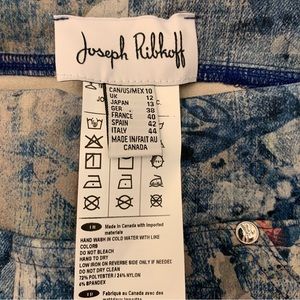 Joseph Ribkoff
CAN/US/MEX 10
UK 12
JAPAN 13
GER 38
FRANCE 40
SPAIN 42
ITALY 44
MADE IN/FAIT AU
CANADA
Made in Canada with imported
materials
HAND WASH IN COLD WATER WITH LIKE
COLORS
DO NOT BLEACH
HAND TO DRY
LOW IRON ON REVERSE SIDE ONLY IF NEEDED
DO NOT DRY CLEAN
72% POLYESTER / 24% NYLON
4% SPANDEX
Fabriqué au Canada avec des